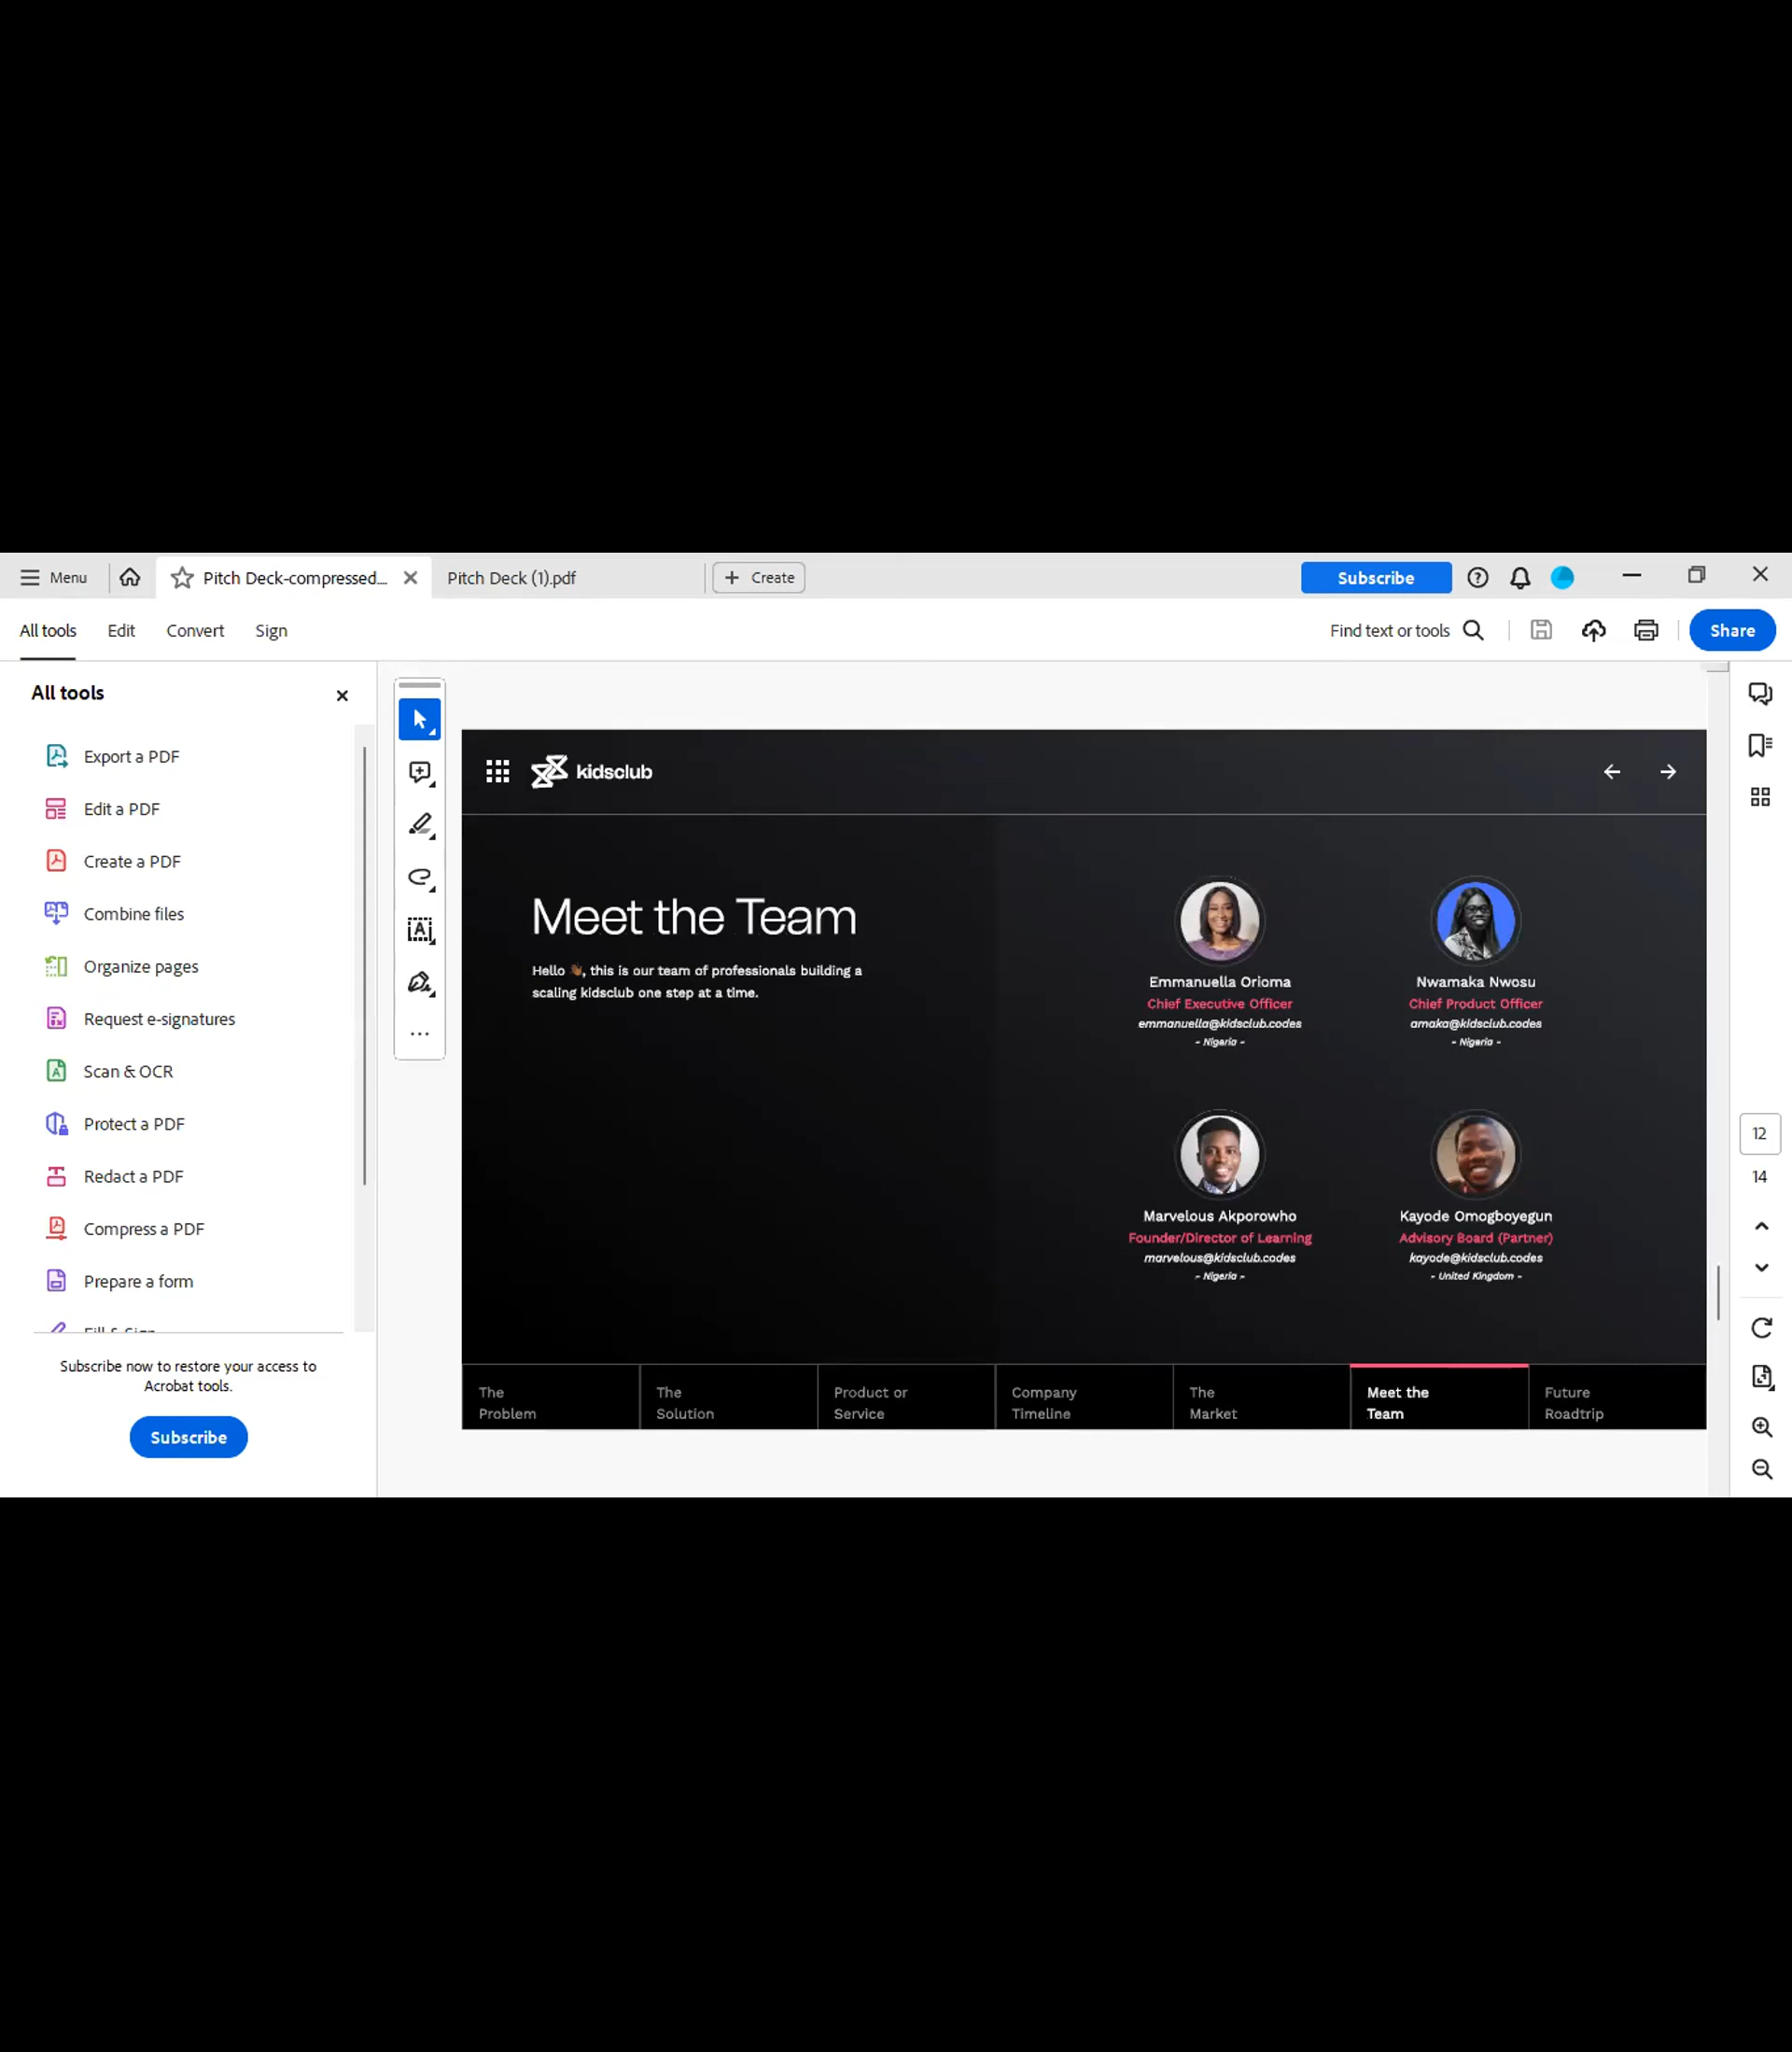 Menu
Pitch Deck-compressed...
Pitch Deck (1).pdf
Create
Subscribe
All tools
Edit
Convert
Sign
Find text or tools
Share
All tools
Export a PDF
Edit a PDF
Create a PDF
Combine files
Organize pages
Request e-signatures
Scan & OCR
Protect a PDF
Redact a PDF
Compress a PDF
Prepare a form
Fill & Sign
Subscribe now to restore your access to
Acrobat tools.
Subscribe
kidsclub
Meet the Team
Hello 👋🏾, this is our team of professionals building a
scaling kidsclub one step at a time.
Emmanuella Orioma
Chief Executive Officer
emmanuella@kidsclub.codes
- Nigeria -
Nwamaka Nwosu
Chief Product Officer
amaka@kidsclub.codes
- Nigeria -
Marvelous Akporowho
Founder/Director of Learning
marvelous@kidsclub.codes
- Nigeria -
Kayode Omogboyegun
Advisory Board (Partner)
kayode@kidsclub.codes
- United Kingdom -
The
Problem
The
Solution
Product or
Service
Company
Timeline
The
Market
Meet the
Team
Future
Roadtrip
12
14